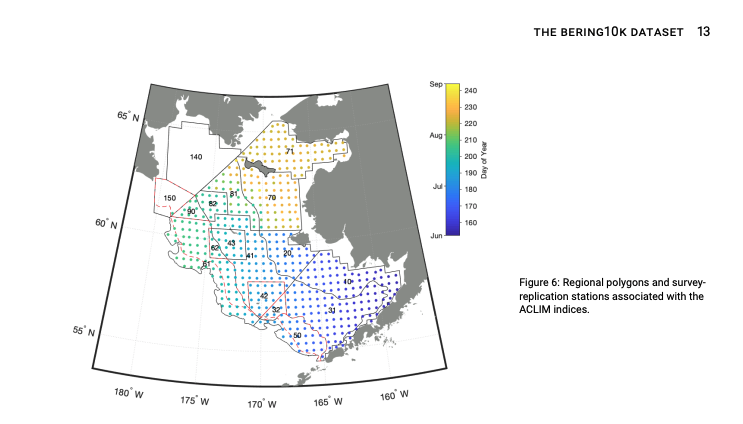 THE BERING10K DATASET 13
Sep
240
65° N
230
220
Aug
71
210
140
200
190
Day of Year
81
Jul
180
150
82
70
170
90
160
60° N
43
Jun
62
20
41
61
10
Figure 6: Regional polygons and survey-
42
replication stations associated with the
32
31
ACLIM indices.
50
55° N
180° W
175° W
170° W
165° W
160° W